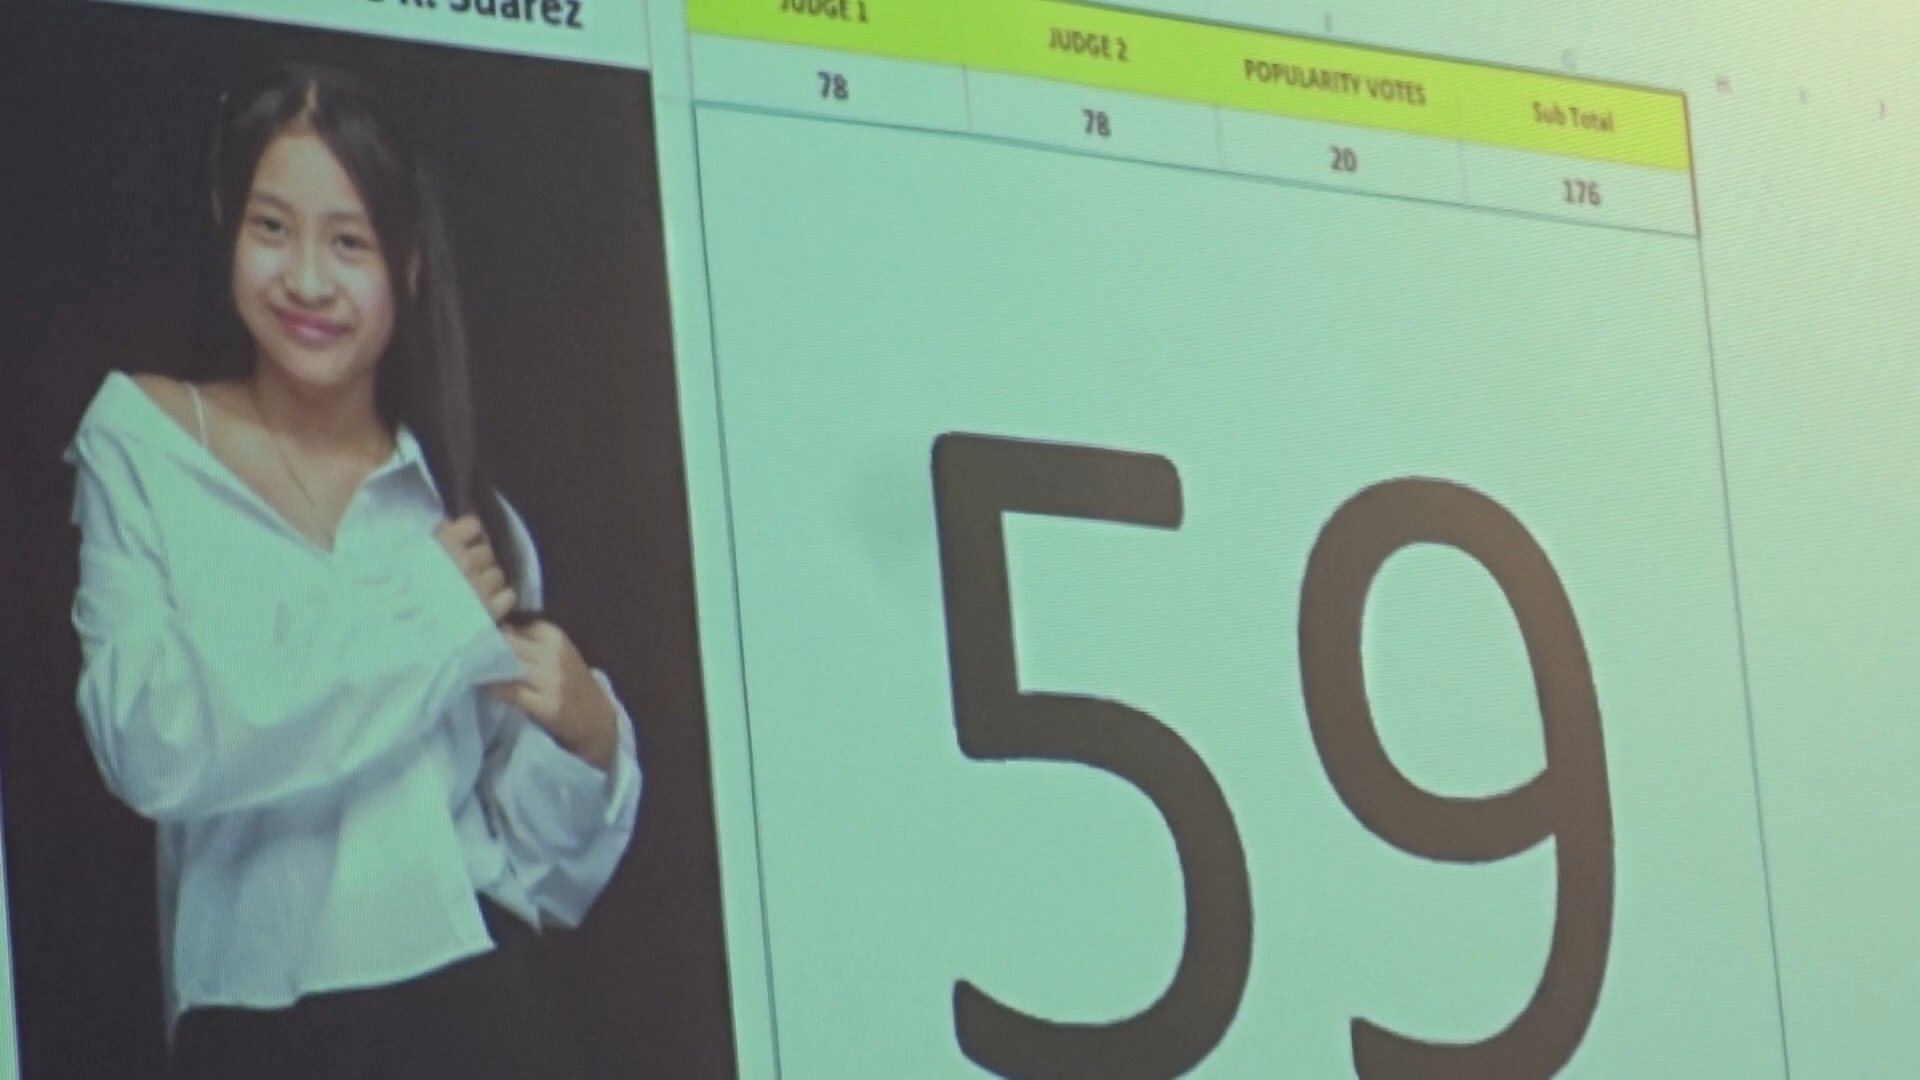 R. Suarez
JUDGE 1 JUDGE 2 POPULARITY VOTES Sub Total
78 78 20 176
59